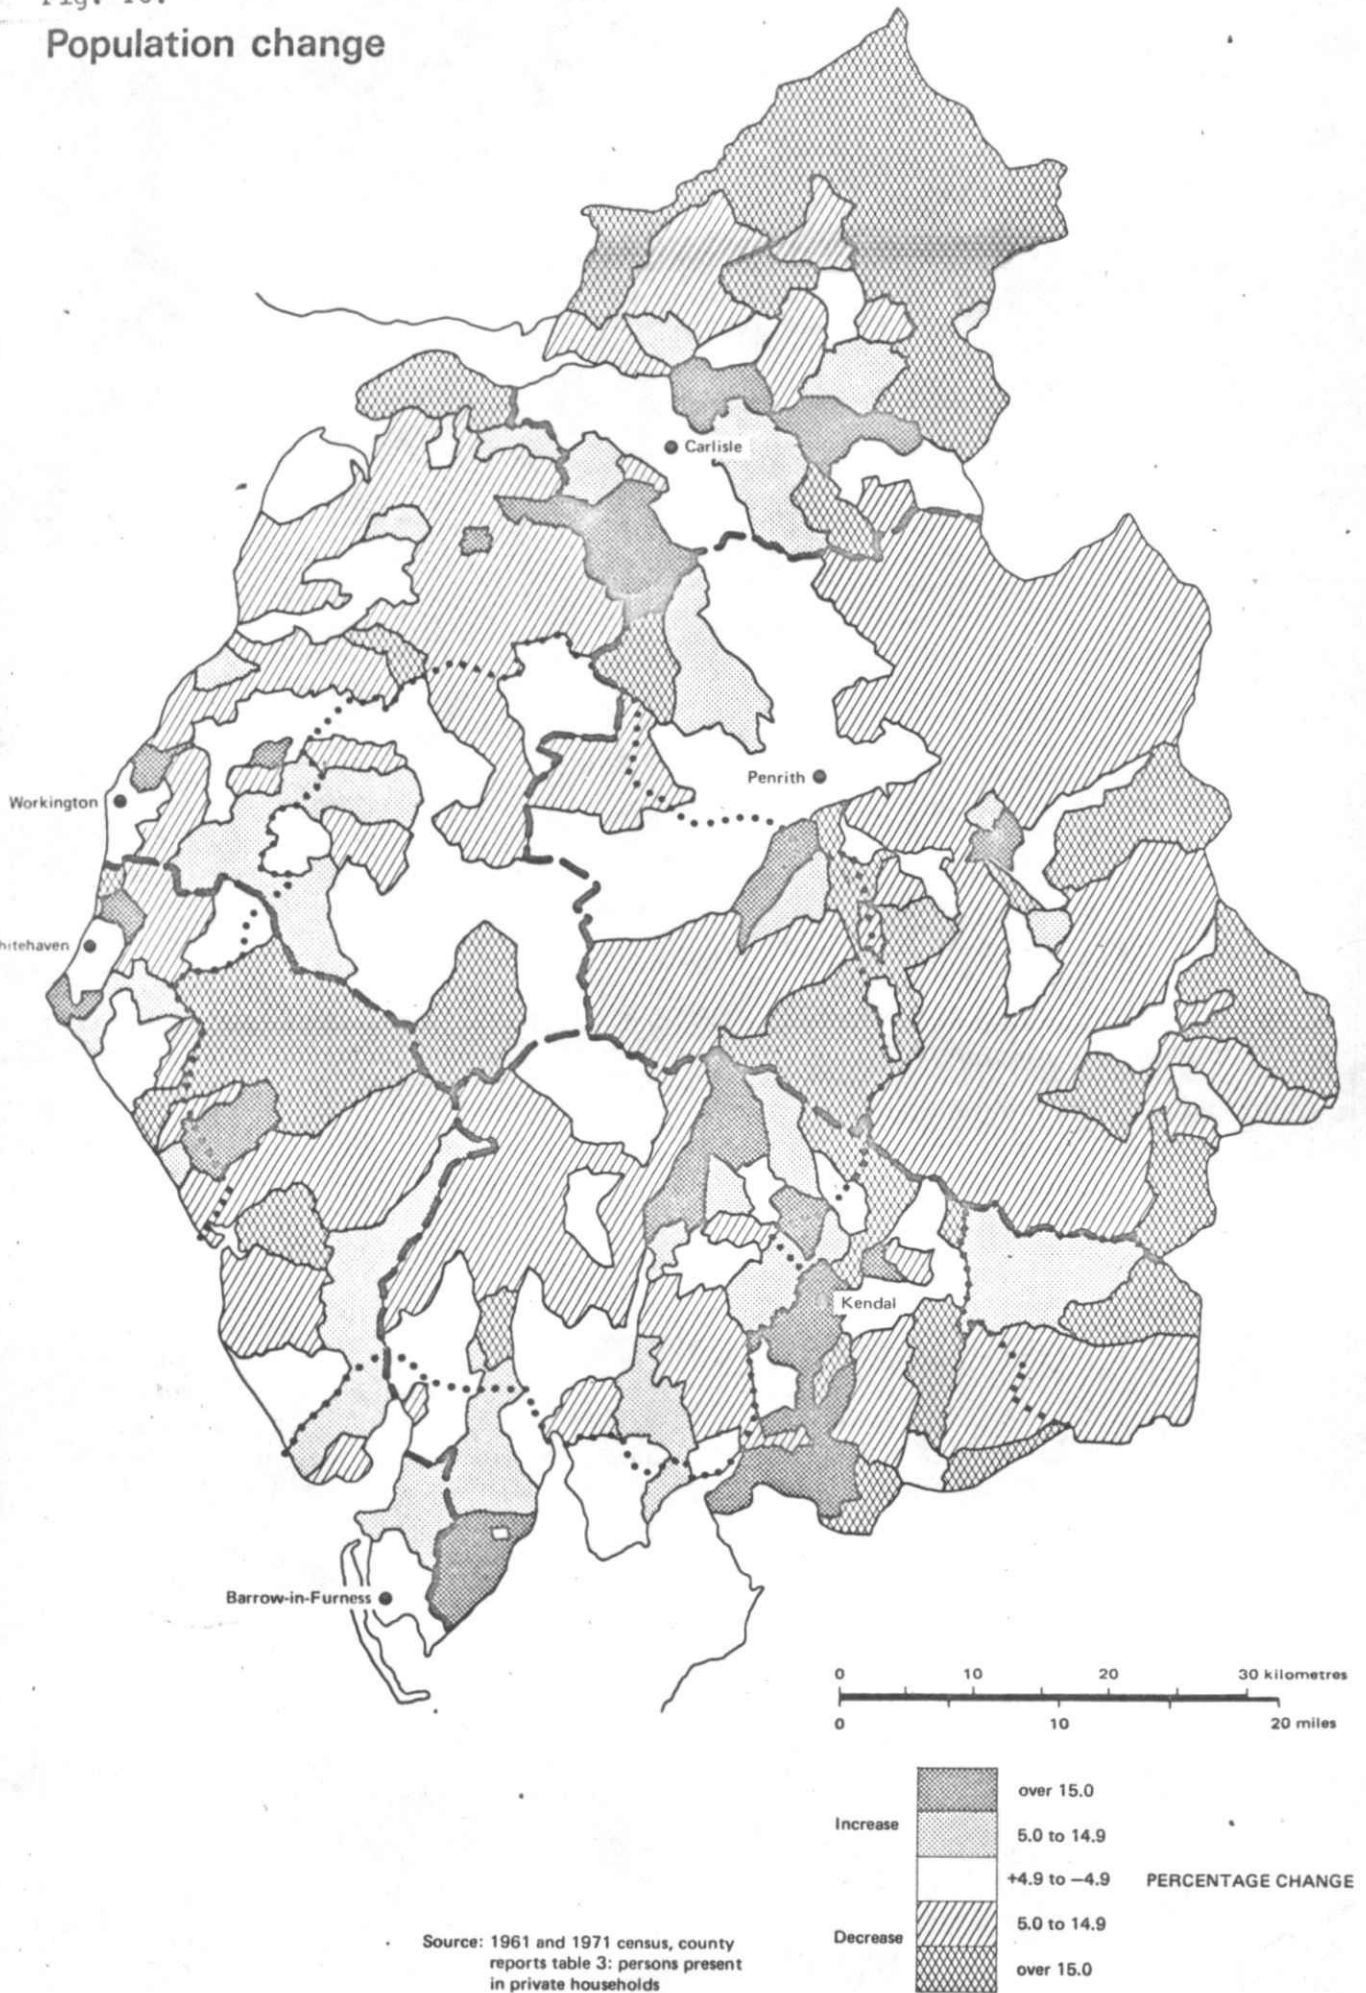 Population change
Carlisle
Penrith
Workington
Kendal
Barrow-in-Furness
0 10 20 30 kilometres
0 10 20 miles
over 15.0
Increase
5.0 to 14.9
+4.9 to −4.9 PERCENTAGE CHANGE
5.0 to 14.9
Decrease
over 15.0
Source: 1961 and 1971 census, county
reports table 3: persons present
in private households